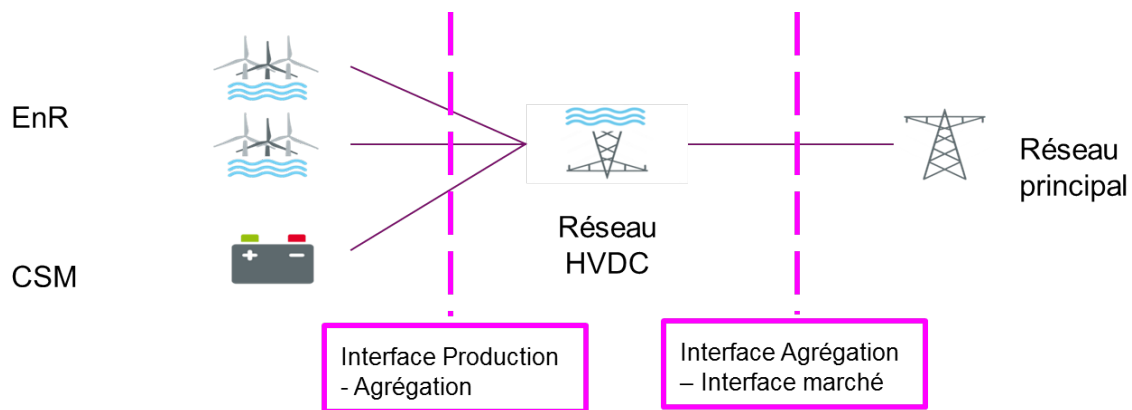 EnR
CSM
+ −
Réseau
HVDC
Réseau
principal
Interface Production
- Agrégation
Interface Agrégation
– Interface marché